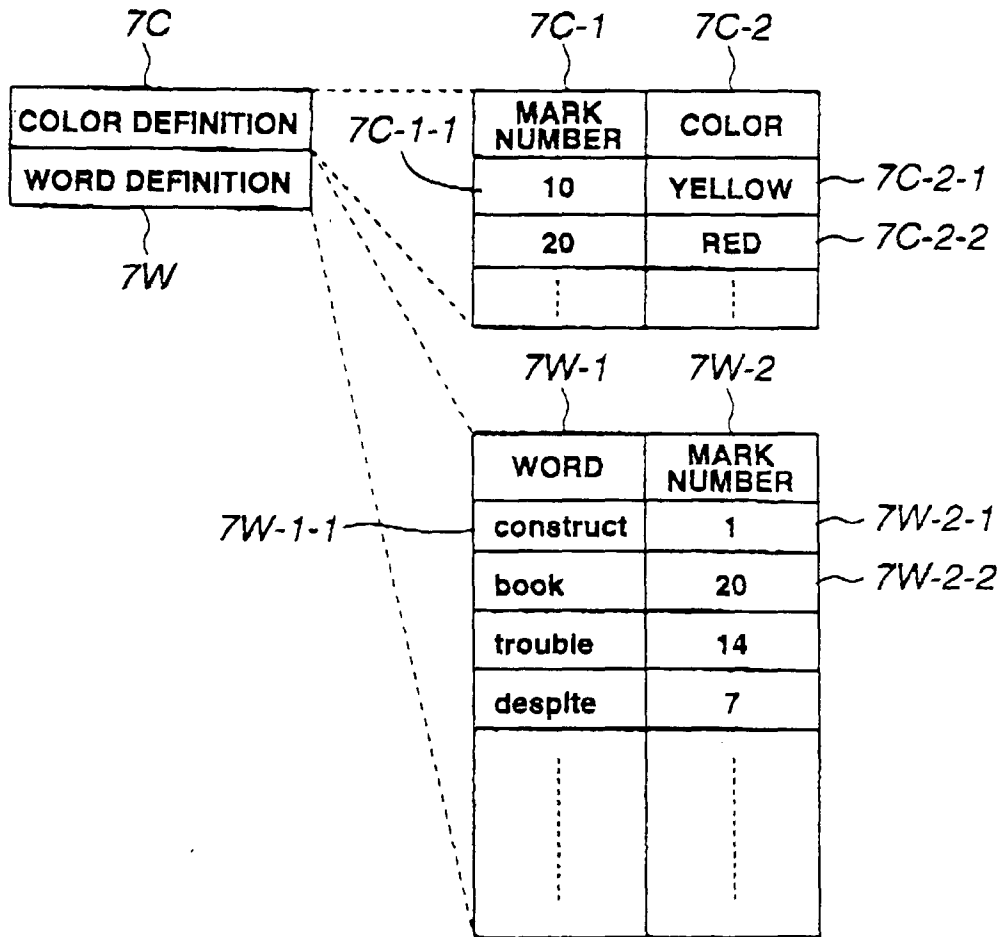 7C
COLOR DEFINITION
WORD DEFINITION
7W
7C-1 7C-2
MARK NUMBER COLOR
7C-1-1
10 YELLOW 7C-2-1
20 RED 7C-2-2
7W-1 7W-2
WORD MARK NUMBER
7W-1-1 construct 1 7W-2-1
book 20 7W-2-2
trouble 14
despite 7